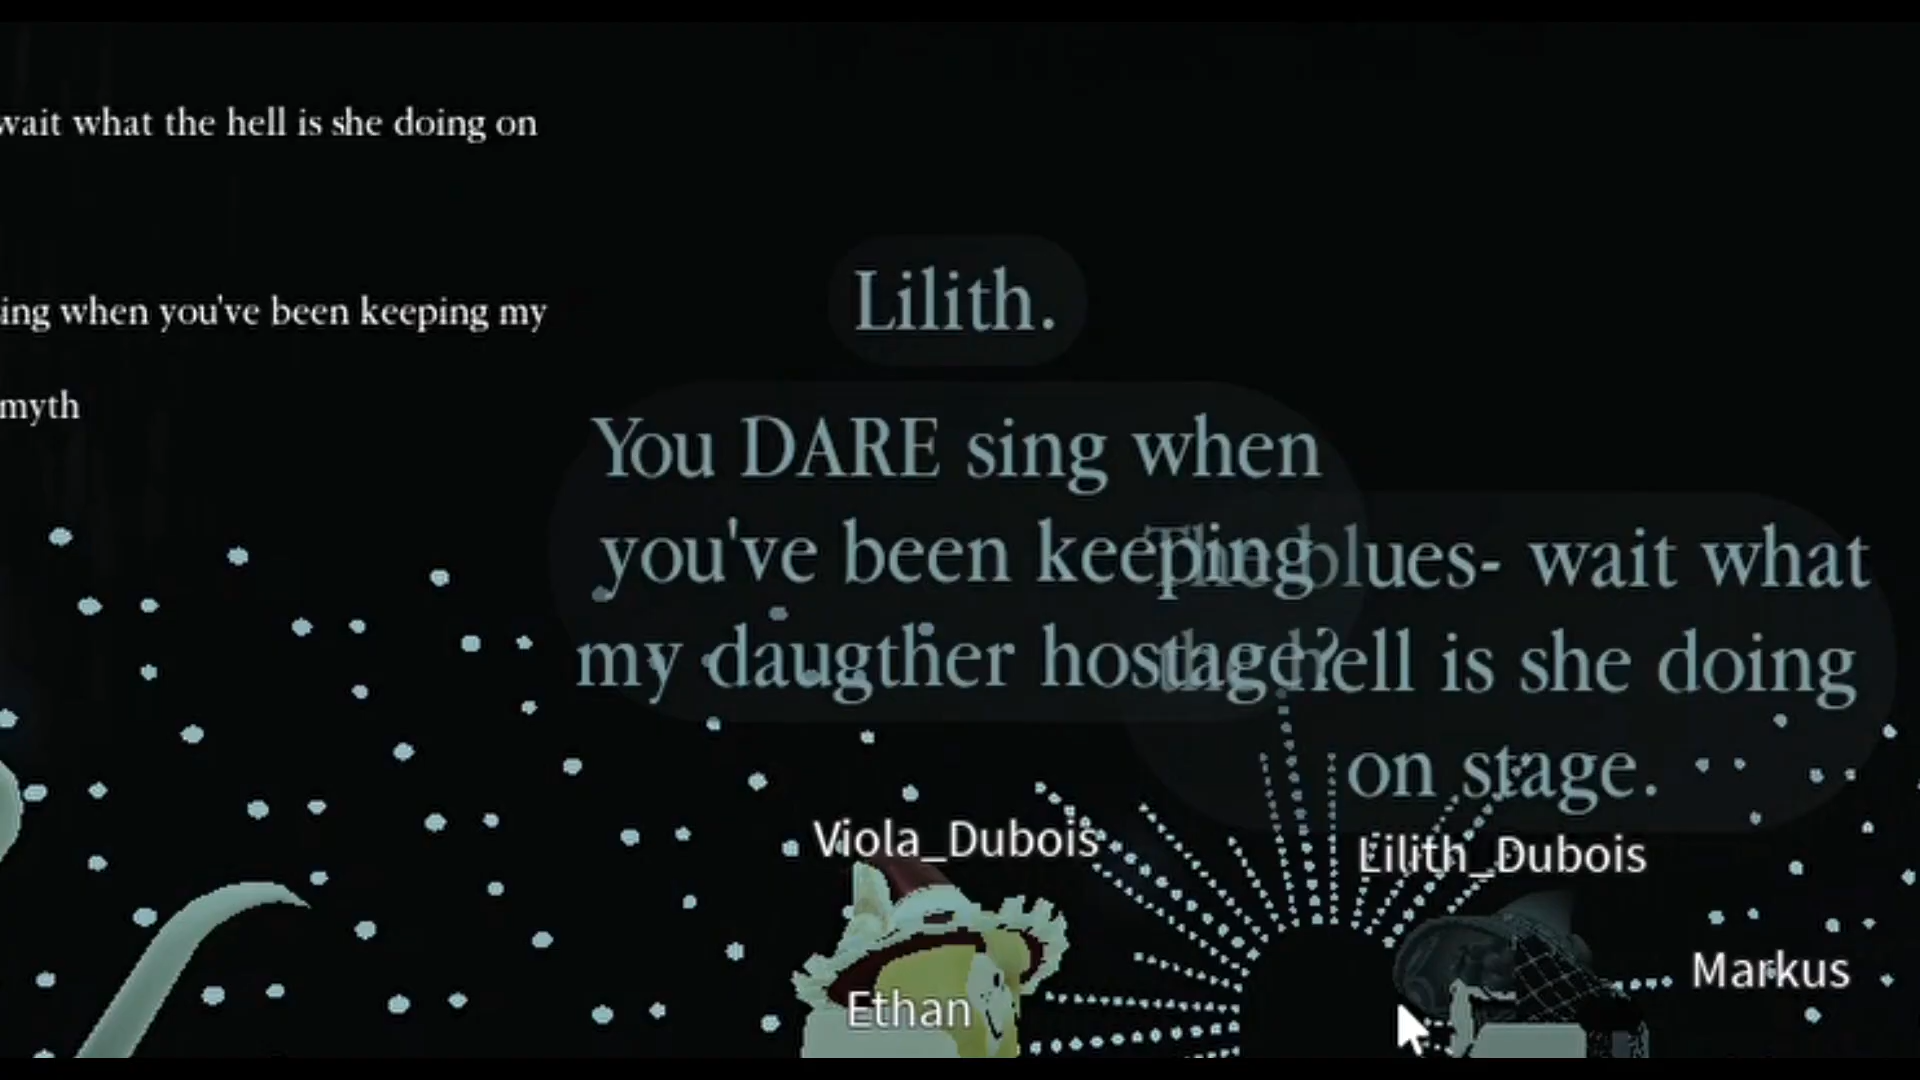 wait what the hell is she doing on
ing when you've been keeping my
myth
Lilith.
You DARE sing when
you've been keeping
my daugther hostage?
The blues- wait what
the hell is she doing
on stage.
Viola_Dubois
Lilith_Dubois
Markus
Ethan